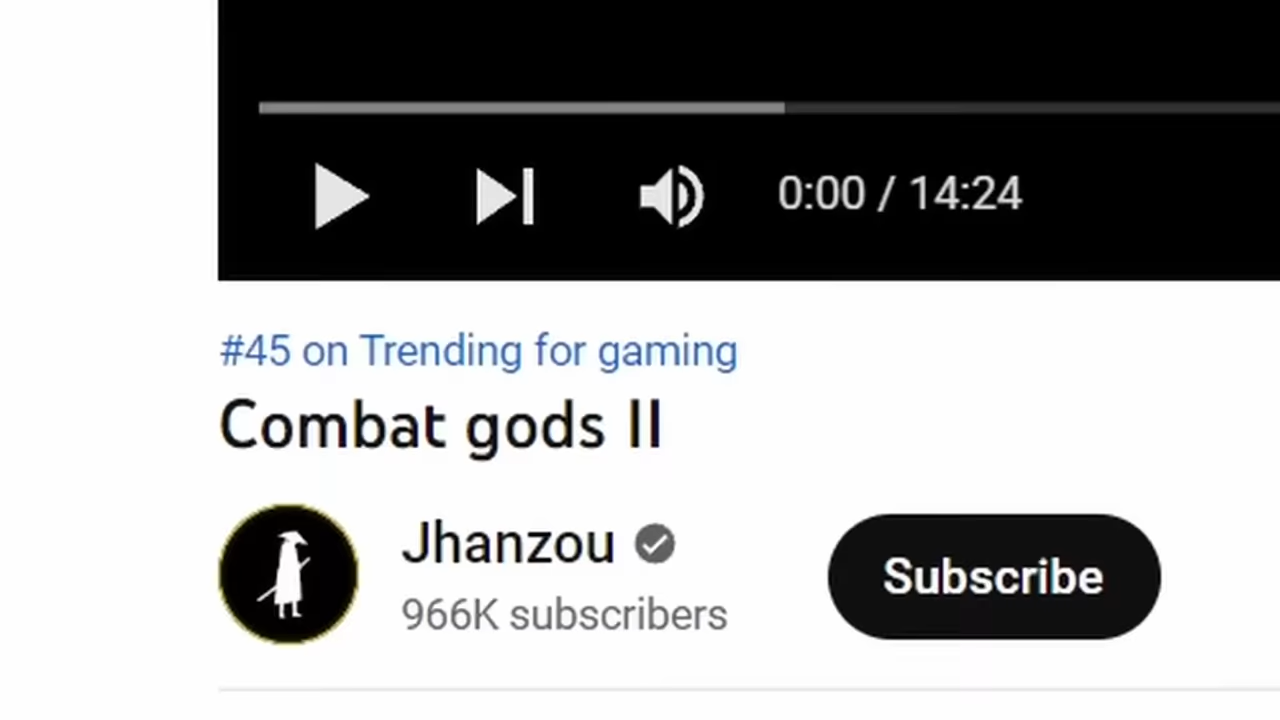 0:00 / 14:24
#45 on Trending for gaming
Combat gods II
Jhanzou
966K subscribers
Subscribe